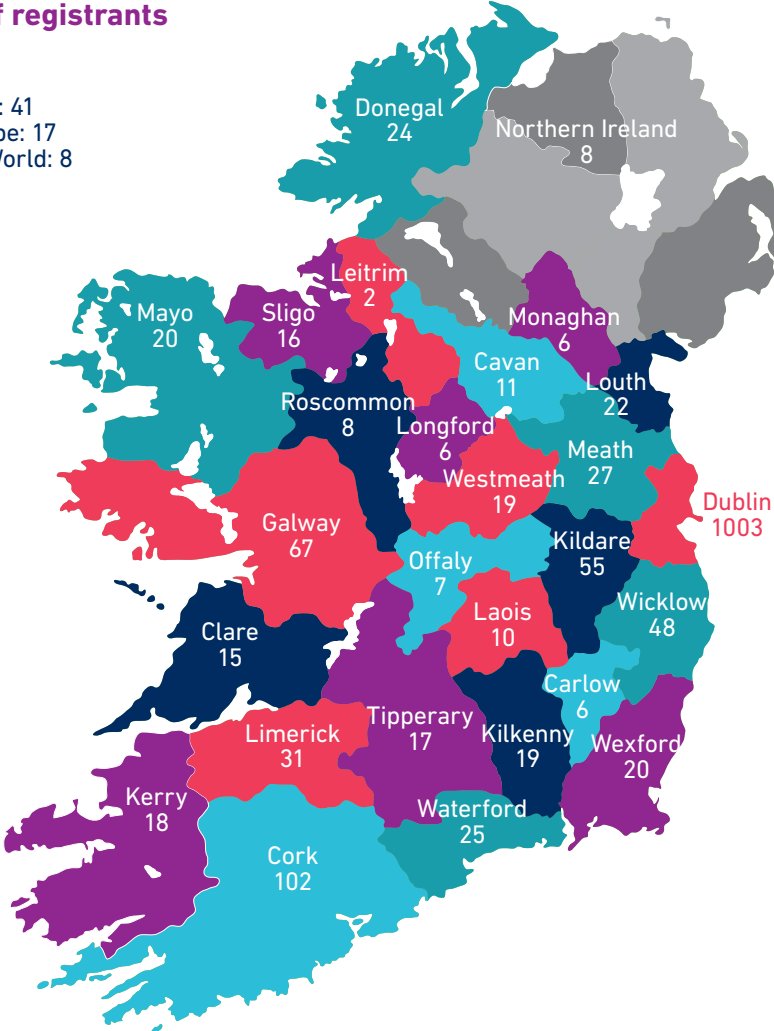 f registrants
: 41
pe: 17
World: 8
Donegal
24
Northern Ireland
8
Leitrim
2
Mayo
20
Sligo
16
Monaghan
6
Cavan
11
Louth
22
Roscommon
8
Longford
6
Meath
27
Westmeath
19
Dublin
1003
Galway
67
Kildare
55
Offaly
7
Laois
10
Wicklow
48
Clare
15
Carlow
6
Tipperary
17
Limerick
31
Kilkenny
19
Wexford
20
Kerry
18
Waterford
25
Cork
102